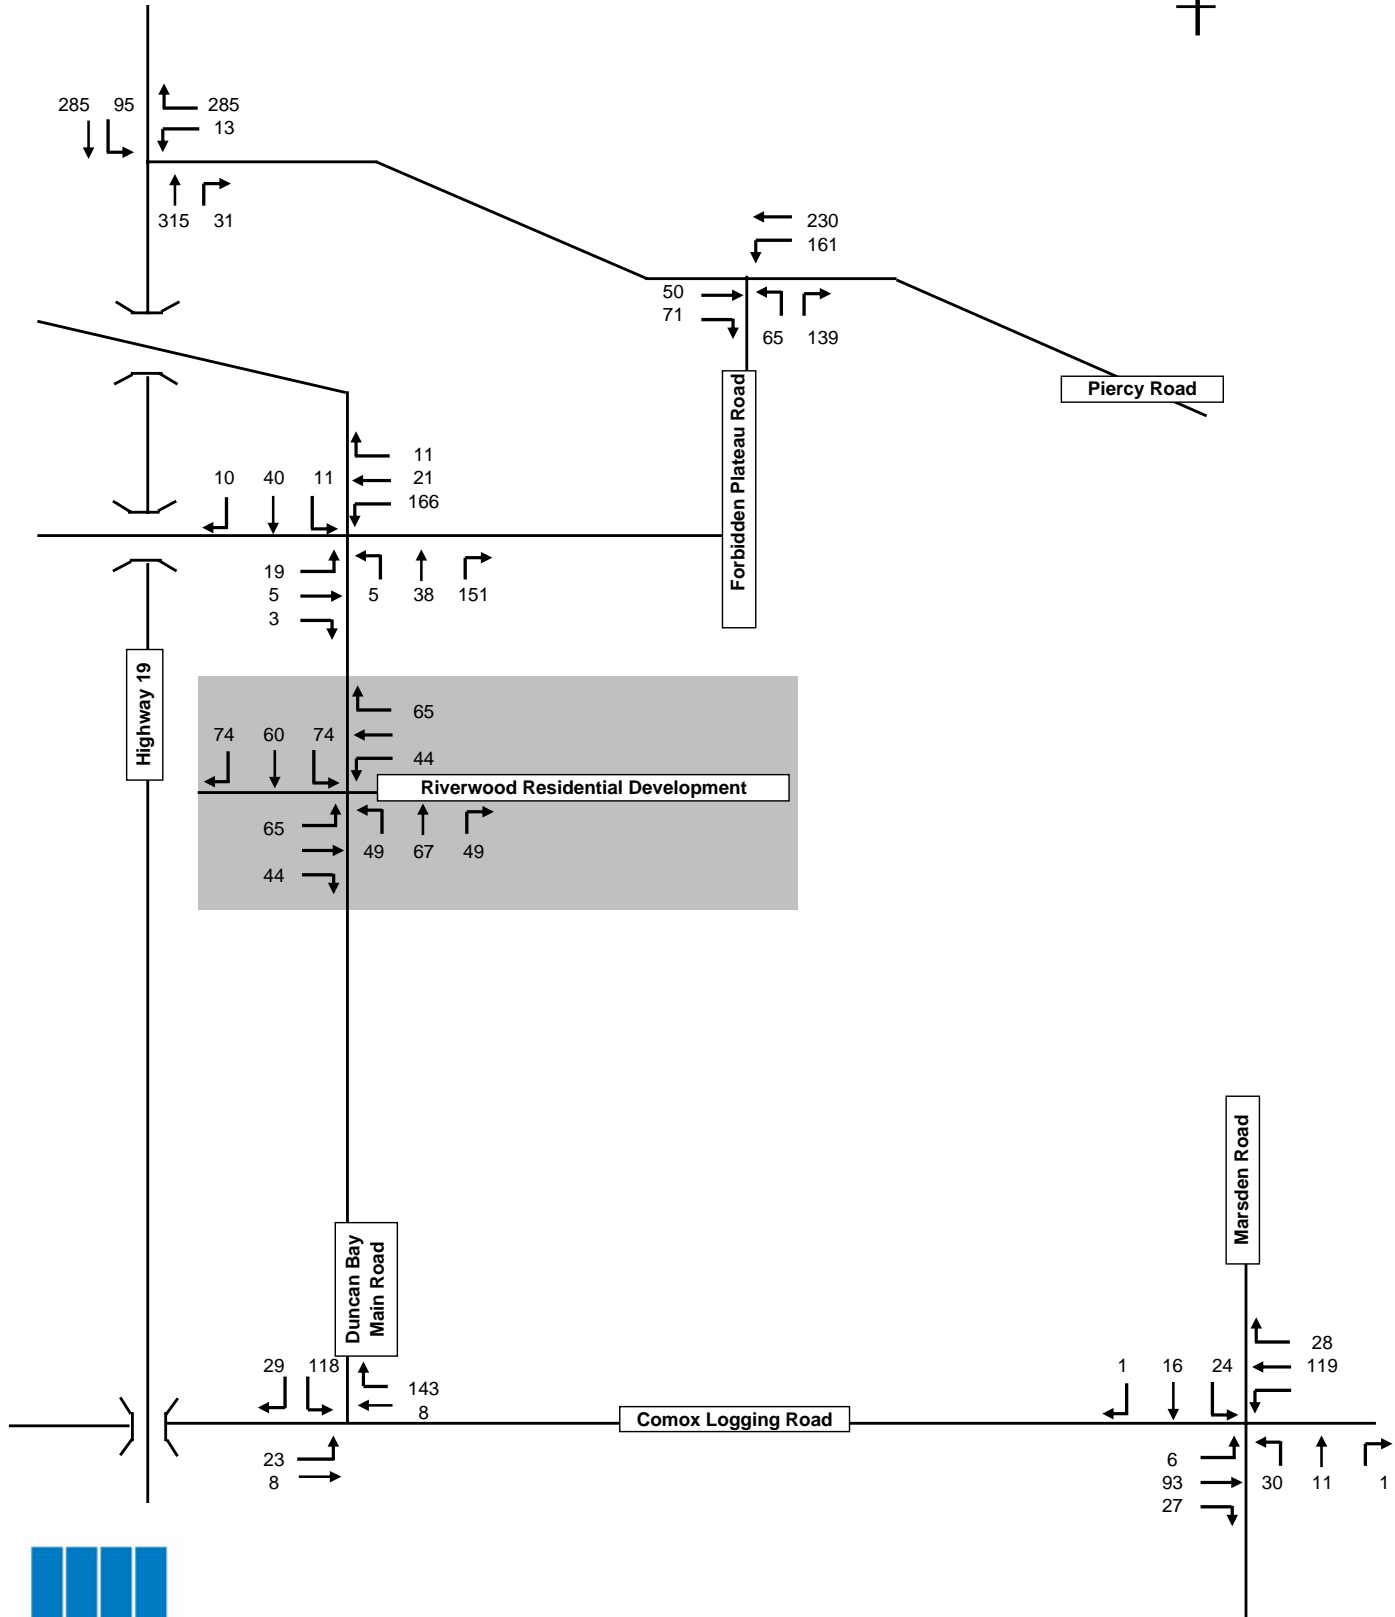 285 95 285
13
315 31
230
161
50
71
65 139
Piercy Road
Forbidden Plateau Road
11
10 40 11 21
166
19
5 5 38 151
3
Highway 19
65
74 60 74
44
Riverwood Residential Development
65
49 67 49
44
Marsden Road
Duncan Bay
Main Road
28
29 118 1 16 24 119
143
8
Comox Logging Road
23 6
8 93 30 11 1
27